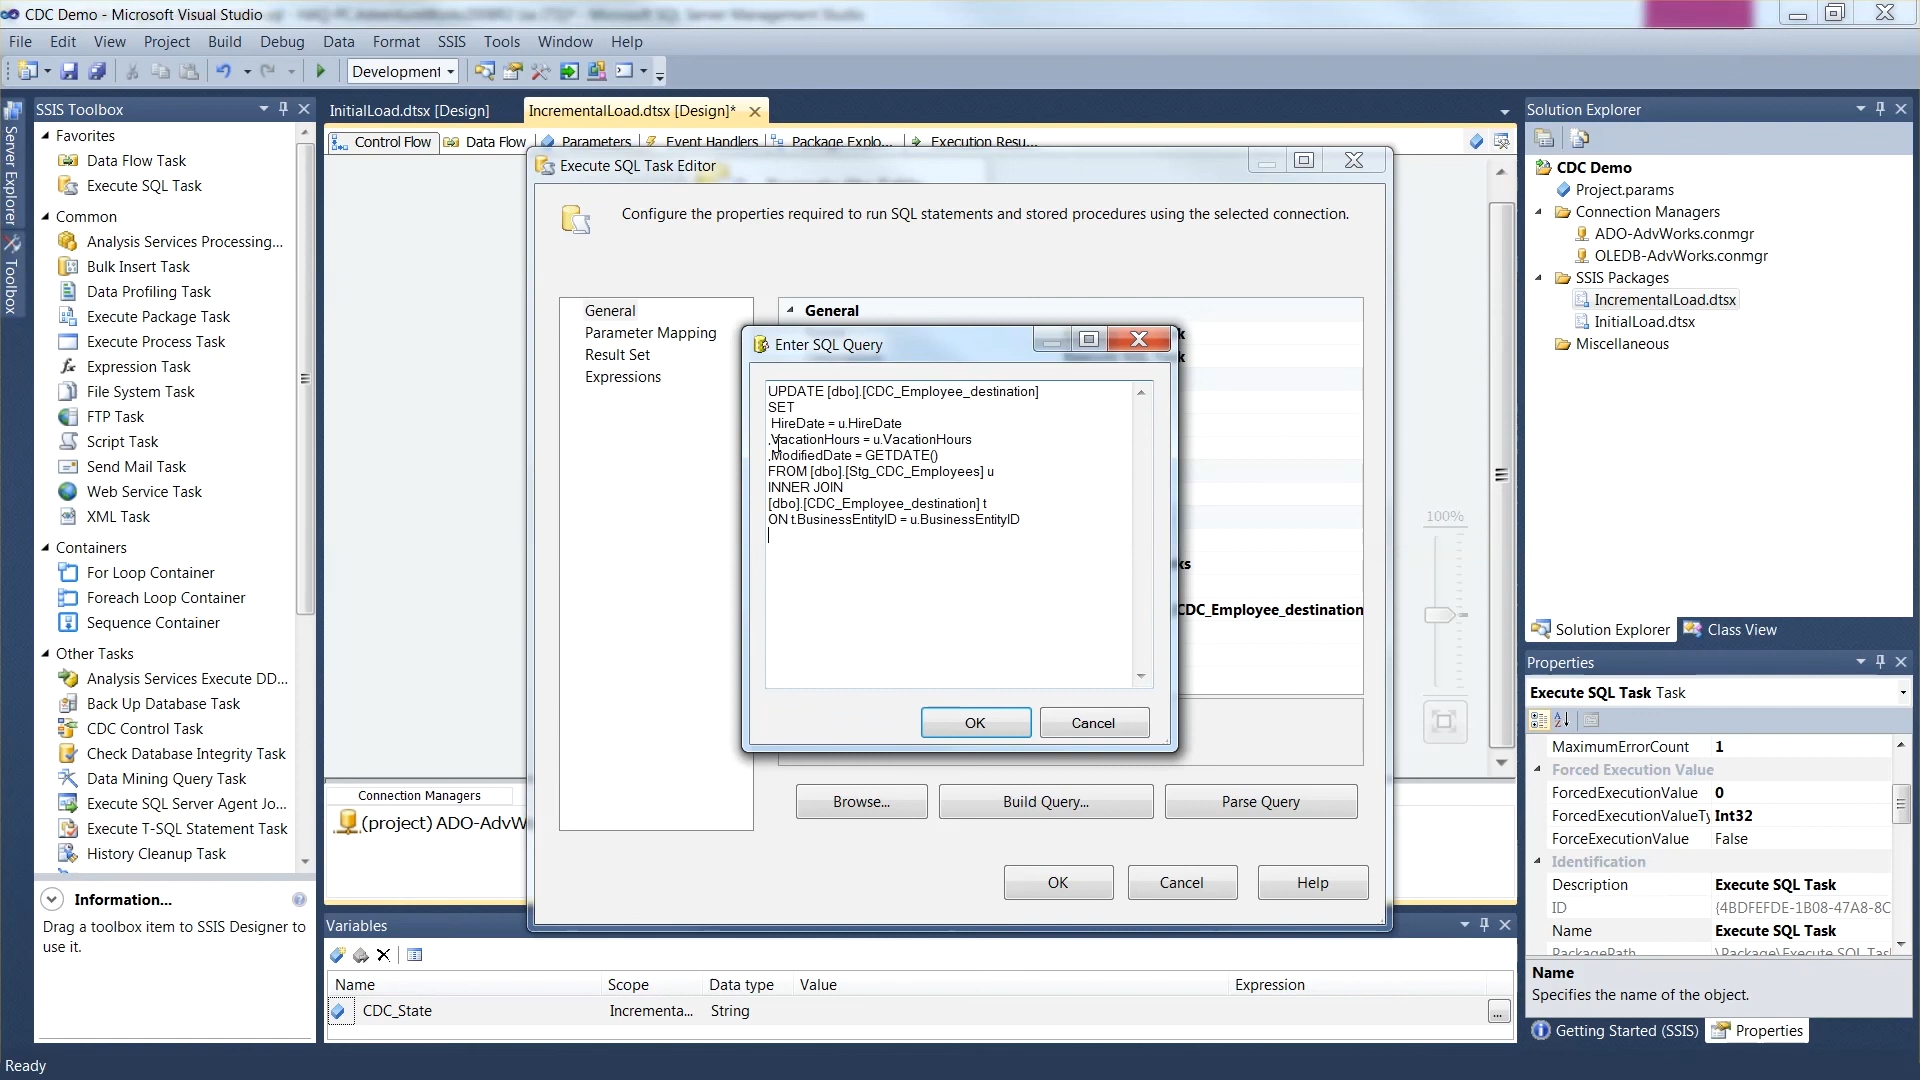 CDC Demo - Microsoft Visual Studio
File Edit View Project Build Debug Data Format SSIS Tools Window Help
Development
Server Explorer
Toolbox
SSIS Toolbox
Favorites
Data Flow Task
Execute SQL Task
Common
Analysis Services Processing...
Bulk Insert Task
Data Profiling Task
Execute Package Task
Execute Process Task
Expression Task
File System Task
FTP Task
Script Task
Send Mail Task
Web Service Task
XML Task
Containers
For Loop Container
Foreach Loop Container
Sequence Container
Other Tasks
Analysis Services Execute DD...
Back Up Database Task
CDC Control Task
Check Database Integrity Task
Data Mining Query Task
Execute SQL Server Agent Jo...
Execute T-SQL Statement Task
History Cleanup Task
Information...
Drag a toolbox item to SSIS Designer to
use it.
InitialLoad.dtsx [Design] IncrementalLoad.dtsx [Design]*
Control Flow Data Flow Parameters Event Handlers Package Explo... Execution Resu...
Execute SQL Task Editor
Configure the properties required to run SQL statements and stored procedures using the selected connection.
General
Parameter Mapping
Result Set
Expressions
General
ks
CDC_Employee_destination
Enter SQL Query
UPDATE [dbo].[CDC_Employee_destination]
SET
HireDate = u.HireDate
,VacationHours = u.VacationHours
,ModifiedDate = GETDATE()
FROM [dbo].[Stg_CDC_Employees] u
INNER JOIN
[dbo].[CDC_Employee_destination] t
ON t.BusinessEntityID = u.BusinessEntityID
OK Cancel
Browse... Build Query... Parse Query
OK Cancel Help
100%
Connection Managers
(project) ADO-AdvW
Variables
Name Scope Data type Value Expression
CDC_State Incrementa... String ...
Solution Explorer
CDC Demo
Project.params
Connection Managers
ADO-AdvWorks.conmgr
OLEDB-AdvWorks.conmgr
SSIS Packages
IncrementalLoad.dtsx
InitialLoad.dtsx
Miscellaneous
Solution Explorer Class View
Properties
Execute SQL Task Task
MaximumErrorCount 1
Forced Execution Value
ForcedExecutionValue 0
ForcedExecutionValueTy Int32
ForceExecutionValue False
Identification
Description Execute SQL Task
ID {4BDFEFDE-1B08-47A8-8C
Name Execute SQL Task
PackagePath \Package\Execute SQL Tas
Name
Specifies the name of the object.
Getting Started (SSIS) Properties
Ready